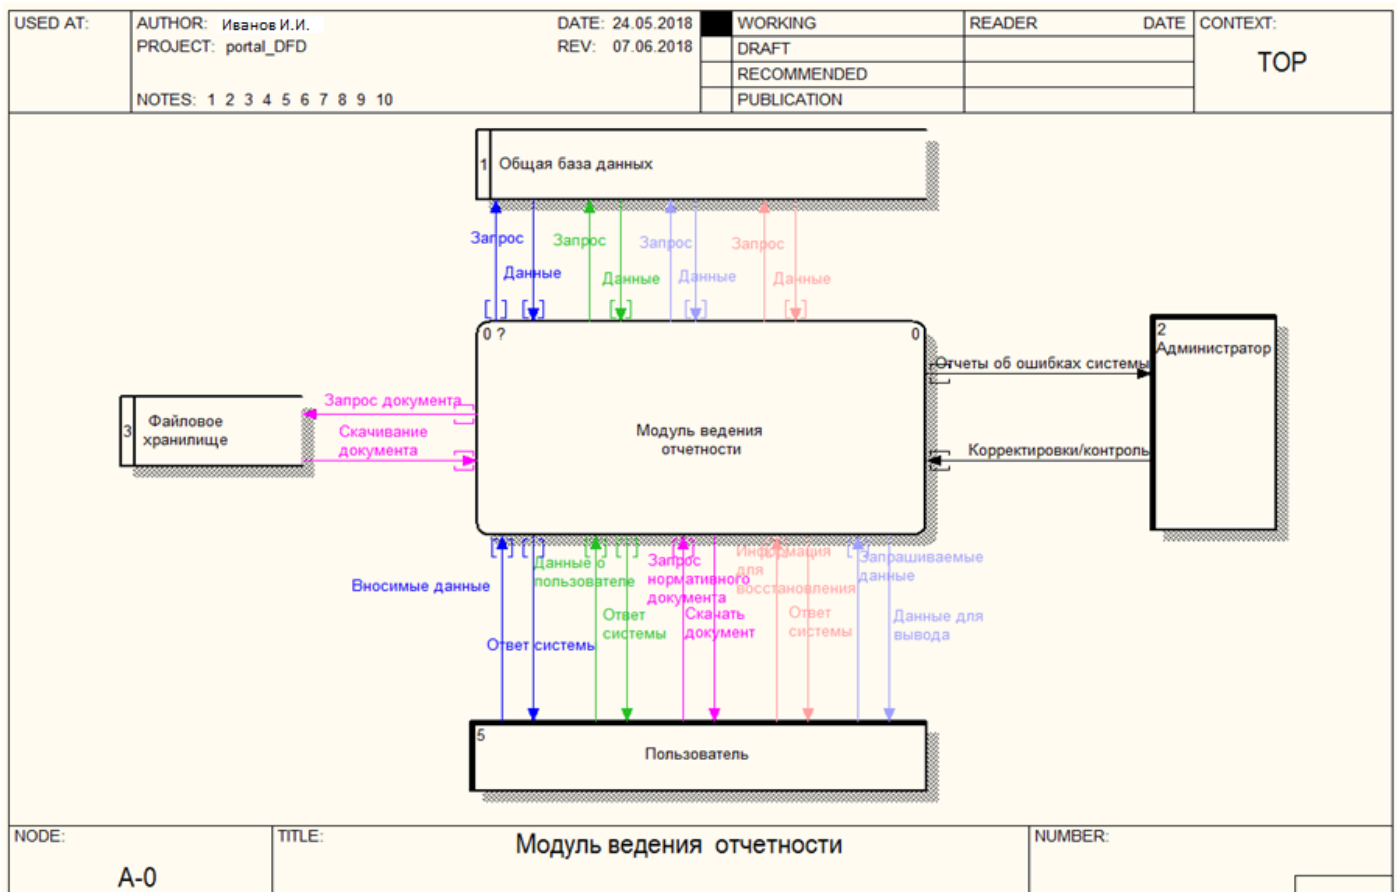 USED AT:
AUTHOR: Иванов И.И.
DATE: 24.05.2018
WORKING
READER
DATE
CONTEXT:
PROJECT: portal_DFD
REV: 07.06.2018
DRAFT
TOP
RECOMMENDED
NOTES: 1 2 3 4 5 6 7 8 9 10
PUBLICATION
1
Общая база данных
Запрос
Запрос
Запрос
Запрос
Данные
Данные
Данные
Данные
0 ?
0
Модуль ведения
отчетности
2
Администратор
Отчеты об ошибках системы
Корректировки/контроль
3
Файловое
хранилище
Запрос документа
Скачивание
документа
Вносимые данные
Ответ системь
Данные о
пользователе
Ответ
системы
Запрос
нормативного
документа
Скачать
документ
Информация
для
восстановления
Ответ
системы
Запрашиваемые
данные
Данные для
вывода
5
Пользователь
NODE:
A-0
TITLE:
Модуль ведения отчетности
NUMBER: